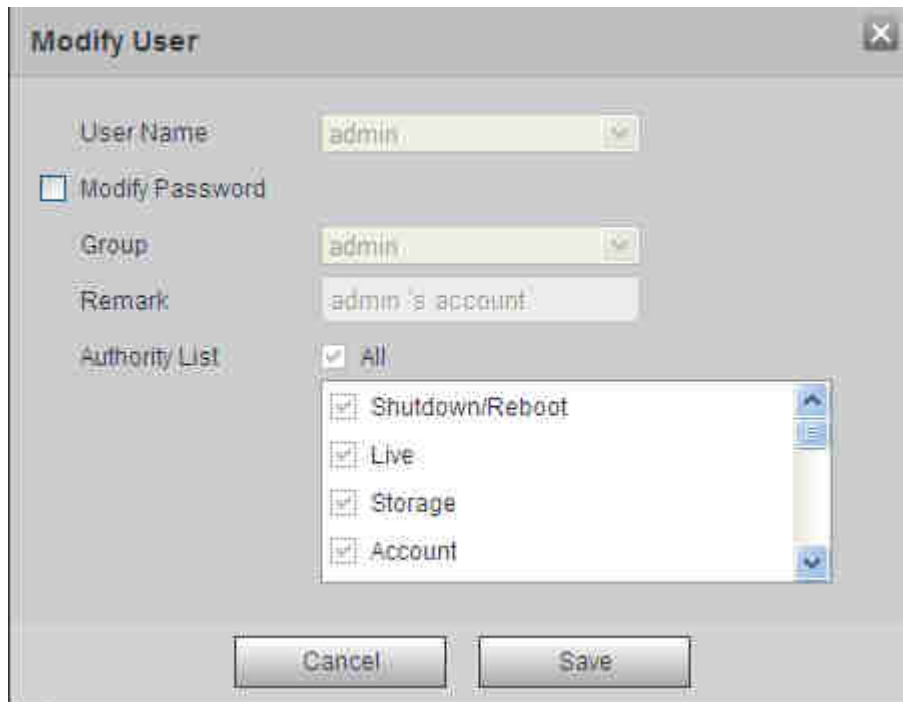 Modify User
User Name admin
Modify Password
Group admin
Remark admin 's account
Authority List All
Shutdown/Reboot
Live
Storage
Account
Cancel Save